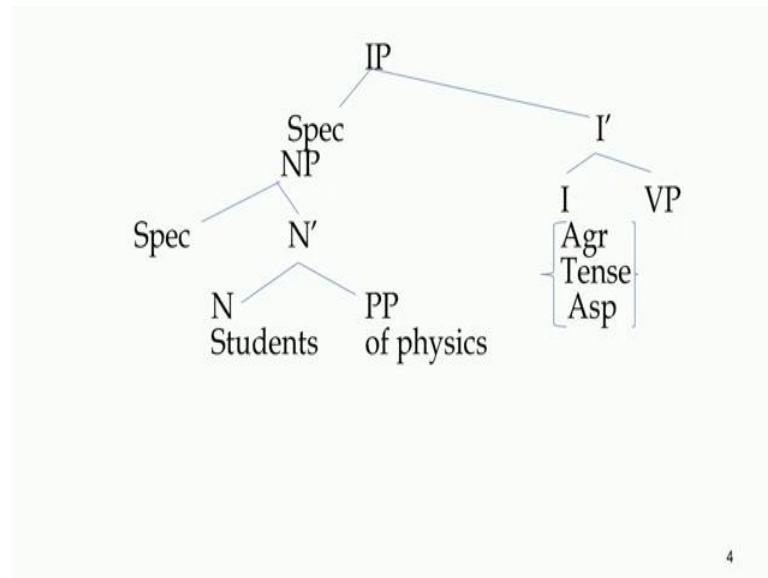 IP
Spec I′
NP
I VP
Spec N′ Agr
Tense
N PP Asp
Students of physics
4